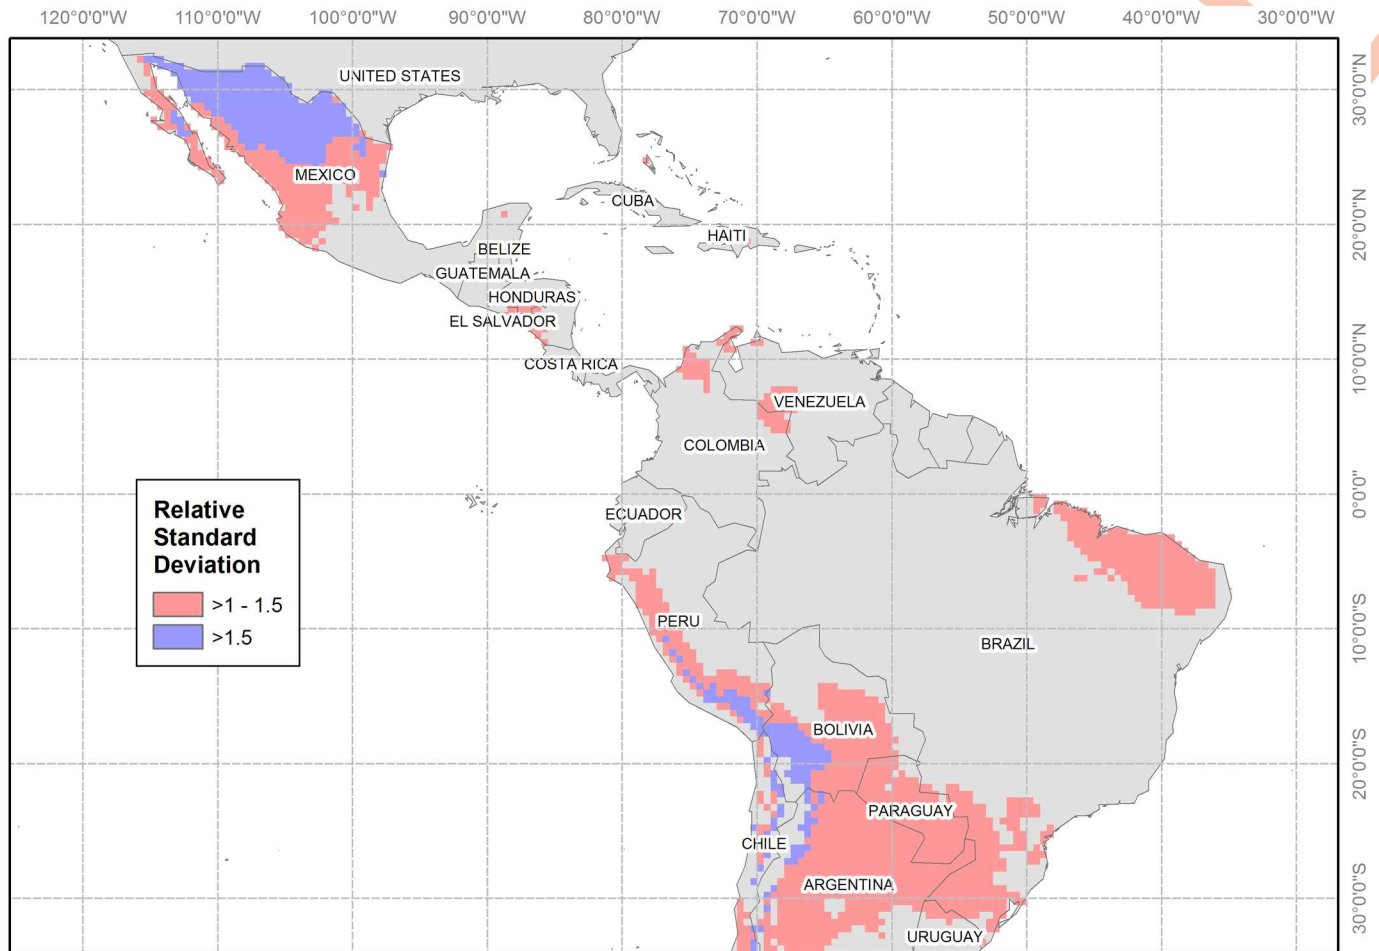 120°0'0"W 110°0'0"W 100°0'0"W 90°0'0"W 80°0'0"W 70°0'0"W 60°0'0"W 50°0'0"W 40°0'0"W 30°0'0"W
30°0'0"N
UNITED STATES
MEXICO
CUBA
20°0'0"N
HAITI
BELIZE
GUATEMALA
HONDURAS
EL SALVADOR
10°0'0"N
COSTA RICA
VENEZUELA
COLOMBIA
0°0'0"
ECUADOR
Relative
Standard
Deviation
>1 - 1.5
>1.5
PERU
10°0'0"S
BRAZIL
BOLIVIA
20°0'0"S
PARAGUAY
CHILE
ARGENTINA
30°0'0"S
URUGUAY